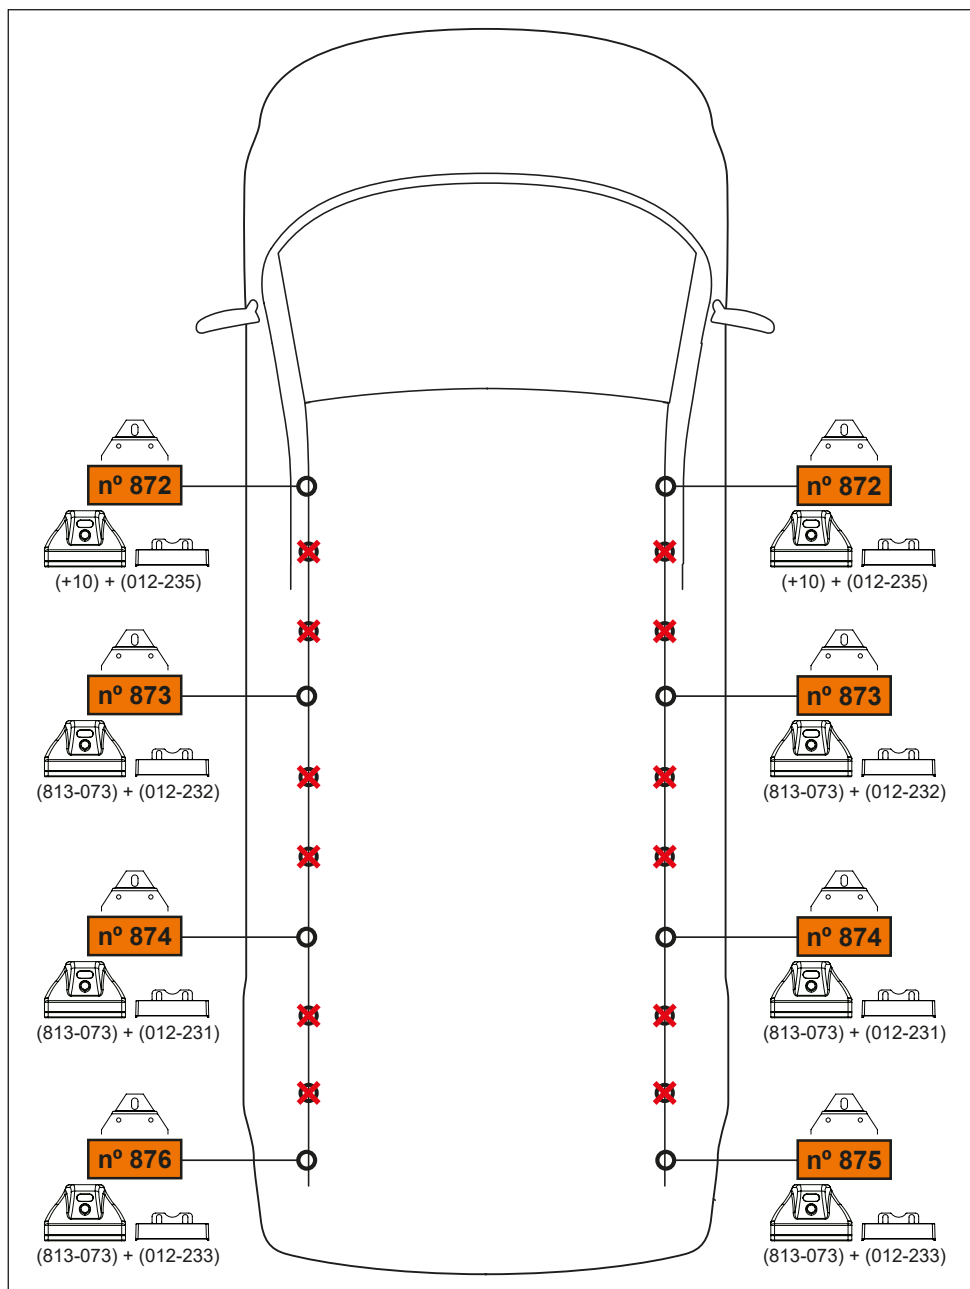 nº 872
nº 872
(+10) + (012-235)
(+10) + (012-235)
nº 873
nº 873
(813-073) + (012-232)
(813-073) + (012-232)
nº 874
nº 874
(813-073) + (012-231)
(813-073) + (012-231)
nº 876
nº 875
(813-073) + (012-233)
(813-073) + (012-233)